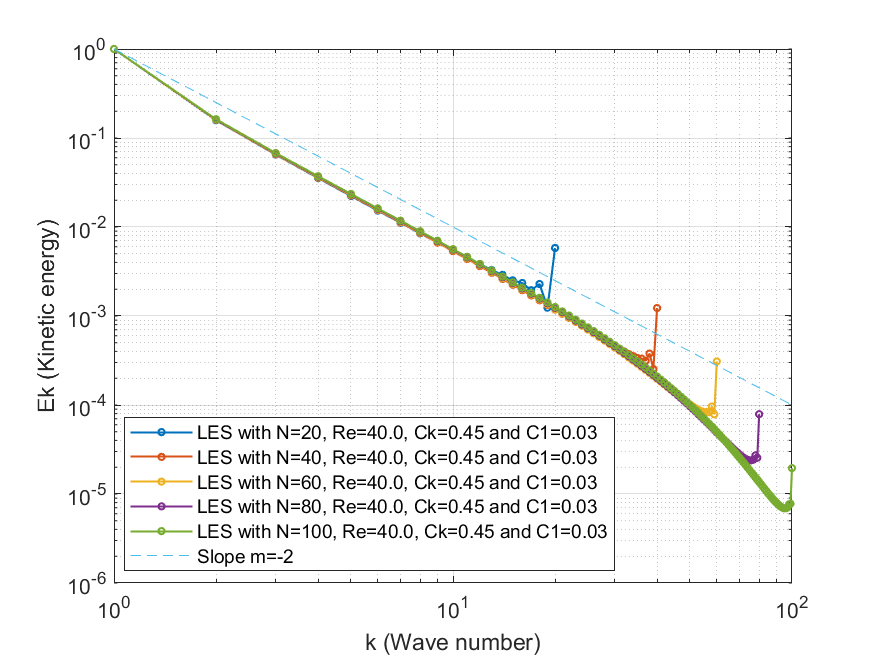 10^0
10^-1
10^-2
10^-3
10^-4
10^-5
10^-6
Ek (Kinetic energy)
LES with N=20, Re=40.0, Ck=0.45 and C1=0.03
LES with N=40, Re=40.0, Ck=0.45 and C1=0.03
LES with N=60, Re=40.0, Ck=0.45 and C1=0.03
LES with N=80, Re=40.0, Ck=0.45 and C1=0.03
LES with N=100, Re=40.0, Ck=0.45 and C1=0.03
Slope m=-2
10^0 10^1 10^2
k (Wave number)